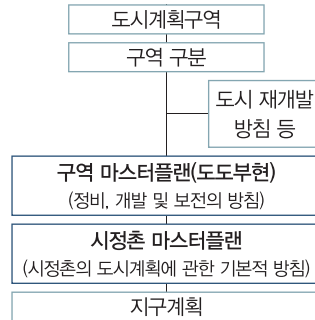 도시계획구역
구역 구분
도시 재개발
방침 등
구역 마스터플랜(도도부현)
(정비, 개발 및 보전의 방침)
시정촌 마스터플랜
(시정촌의 도시계획에 관한 기본적 방침)
지구계획